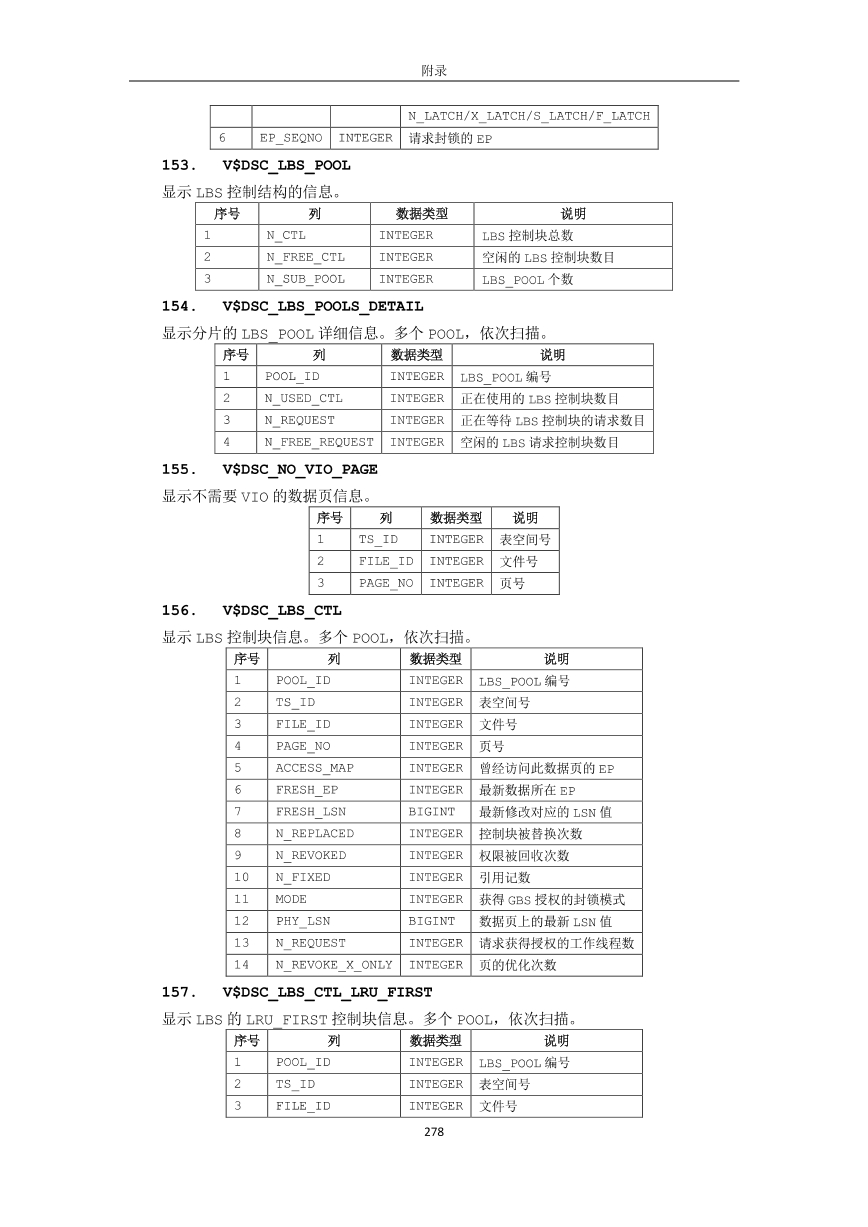 附录
N_LATCH/X_LATCH/S_LATCH/F_LATCH
6 EP_SEQNO INTEGER 请求封锁的 EP
153. V$DSC_LBS_POOL
显示 LBS 控制结构的信息。
序号 列 数据类型 说明
1 N_CTL INTEGER LBS 控制块总数
2 N_FREE_CTL INTEGER 空闲的 LBS 控制块数目
3 N_SUB_POOL INTEGER LBS_POOL 个数
154. V$DSC_LBS_POOLS_DETAIL
显示分片的 LBS_POOL 详细信息。多个 POOL，依次扫描。
序号 列 数据类型 说明
1 POOL_ID INTEGER LBS_POOL 编号
2 N_USED_CTL INTEGER 正在使用的 LBS 控制块数目
3 N_REQUEST INTEGER 正在等待 LBS 控制块的请求数目
4 N_FREE_REQUEST INTEGER 空闲的 LBS 请求控制块数目
155. V$DSC_NO_VIO_PAGE
显示不需要 VIO 的数据页信息。
序号 列 数据类型 说明
1 TS_ID INTEGER 表空间号
2 FILE_ID INTEGER 文件号
3 PAGE_NO INTEGER 页号
156. V$DSC_LBS_CTL
显示 LBS 控制块信息。多个 POOL，依次扫描。
序号 列 数据类型 说明
1 POOL_ID INTEGER LBS_POOL 编号
2 TS_ID INTEGER 表空间号
3 FILE_ID INTEGER 文件号
4 PAGE_NO INTEGER 页号
5 ACCESS_MAP INTEGER 曾经访问此数据页的 EP
6 FRESH_EP INTEGER 最新数据所在 EP
7 FRESH_LSN BIGINT 最新修改对应的 LSN 值
8 N_REPLACED INTEGER 控制块被替换次数
9 N_REVOKED INTEGER 权限被回收次数
10 N_FIXED INTEGER 引用记数
11 MODE INTEGER 获得 GBS 授权的封锁模式
12 PHY_LSN BIGINT 数据页上的最新 LSN 值
13 N_REQUEST INTEGER 请求获得授权的工作线程数
14 N_REVOKE_X_ONLY INTEGER 页的优化次数
157. V$DSC_LBS_CTL_LRU_FIRST
显示 LBS 的 LRU_FIRST 控制块信息。多个 POOL，依次扫描。
序号 列 数据类型 说明
1 POOL_ID INTEGER LBS_POOL 编号
2 TS_ID INTEGER 表空间号
3 FILE_ID INTEGER 文件号
278